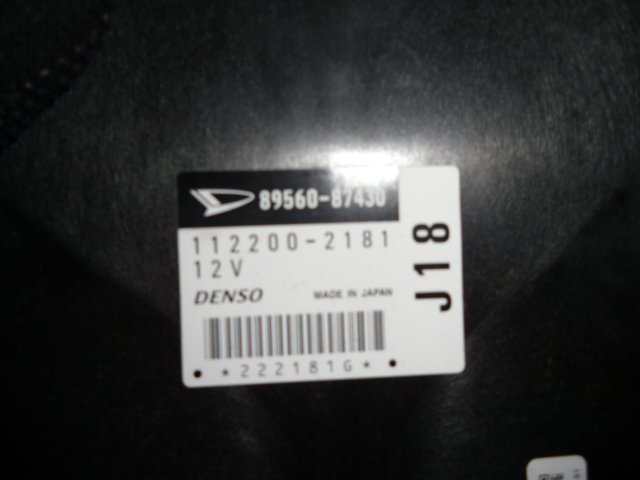 89560-87430
112200-2181
12V
DENSO MADE IN JAPAN
*222181G*
J18